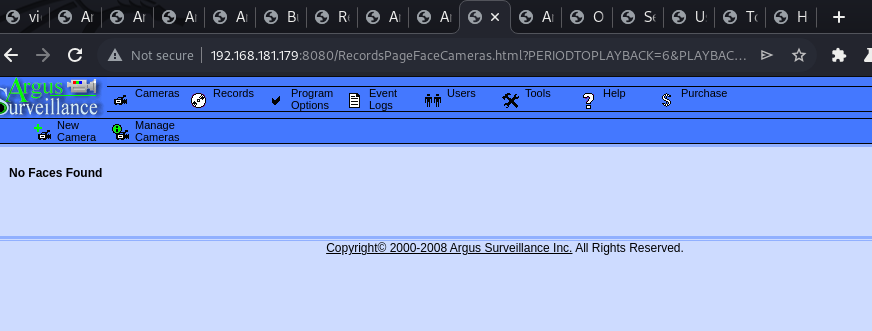 vi
Ar
Ar
Ar
Ar
Bu
Re
Ar
Ar
Ar
O
Se
U
To
H
Not secure 192.168.181.179:8080/RecordsPageFaceCameras.html?PERIODTOPLAYBACK=6&PLAYBAC…
Argus
Surveillance
Cameras
Records
Program
Options
Event
Logs
Users
Tools
Help
Purchase
New
Camera
Manage
Cameras
No Faces Found
Copyright© 2000-2008 Argus Surveillance Inc. All Rights Reserved.